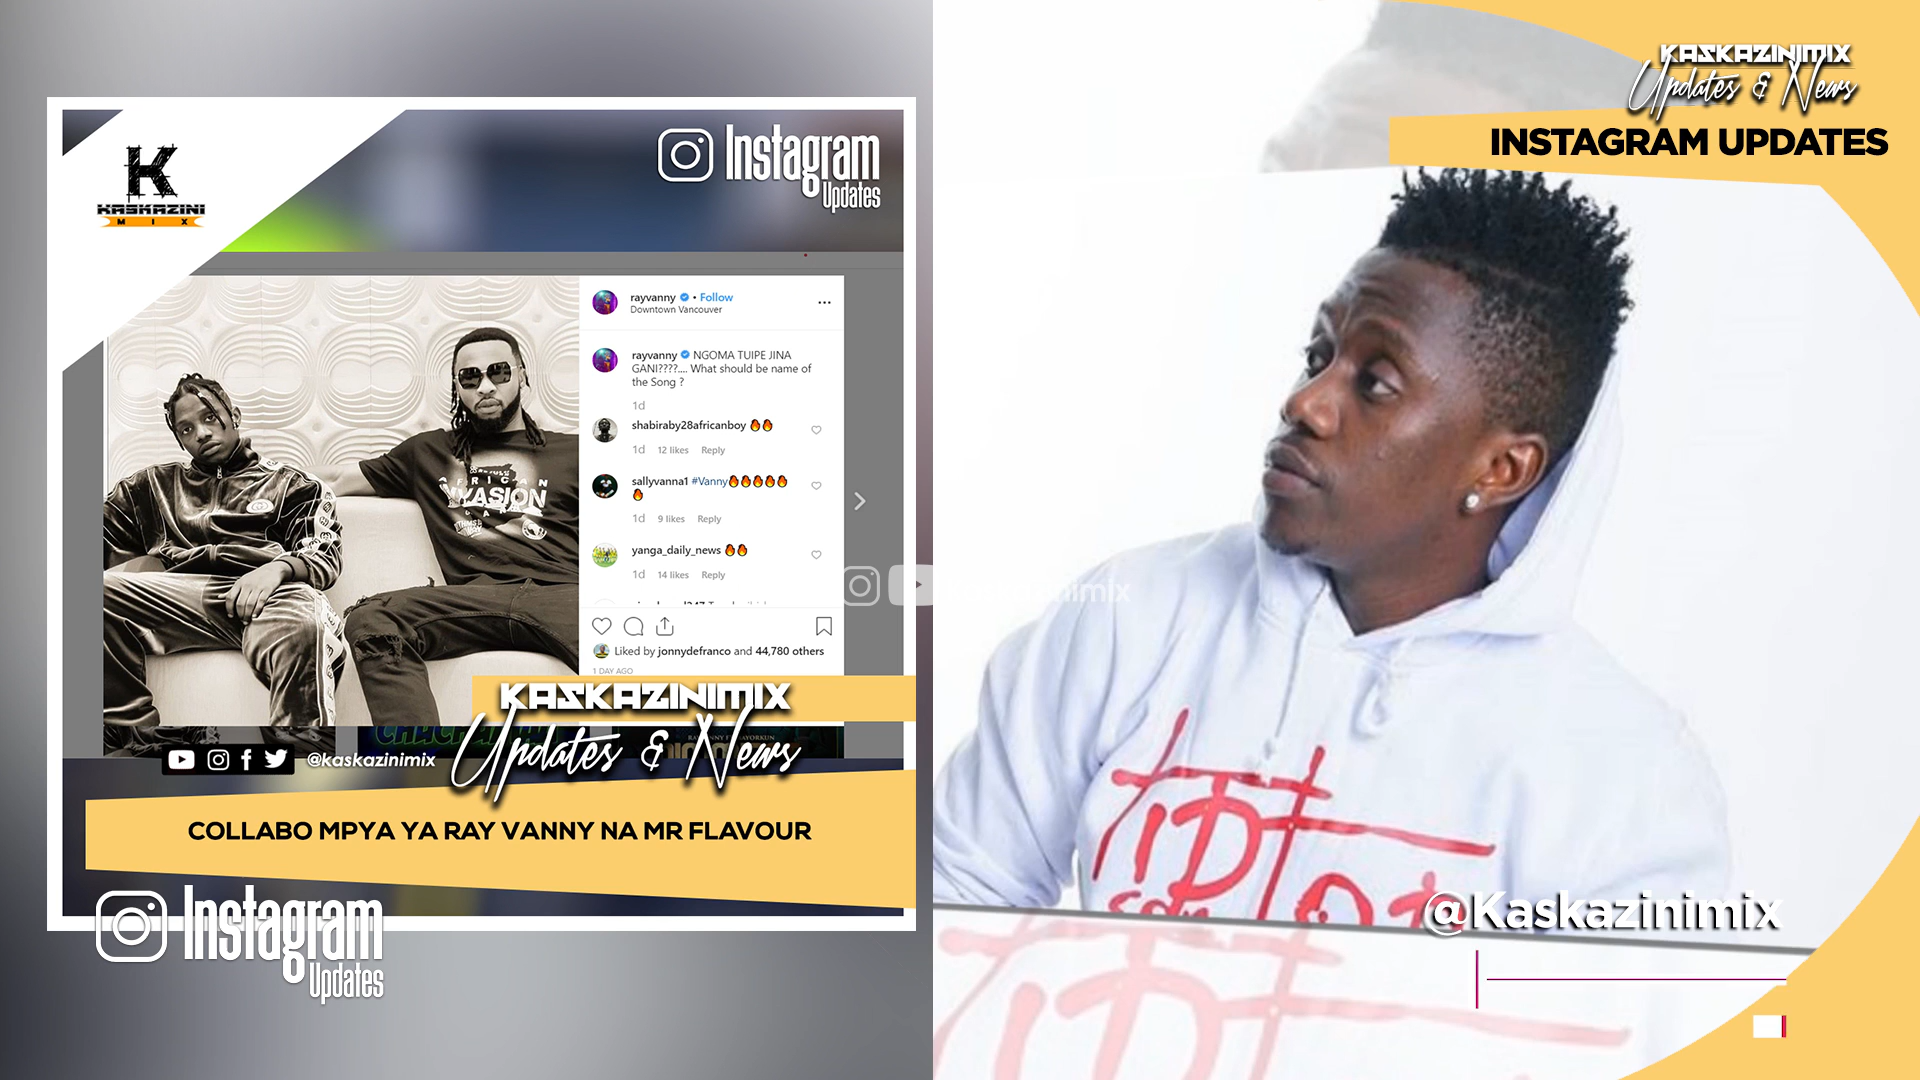 K
KASKAZINI
MIX
Instagram
Updates
rayvanny • Follow
Downtown Vancouver
rayvanny NGOMA TUIPE JINA
GANI????.... What should be name of
the Song ?
1d
shabiraby28africanboy 🔥🔥
1d 12 likes Reply
sallyvanna1 #Vanny🔥🔥🔥🔥🔥
🔥
1d 9 likes Reply
yanga_daily_news 🔥🔥
1d 14 likes Reply
Liked by jonnydefranco and 44,780 others
1 DAY AGO
AFRICAN
INVASION
KASKAZINIMIX
Updates & News
@kaskazinimix
COLLABO MPYA YA RAY VANNY NA MR FLAVOUR
Instagram
Updates
KASKAZINIMIX
Updates & News
INSTAGRAM UPDATES
@Kaskazinimix